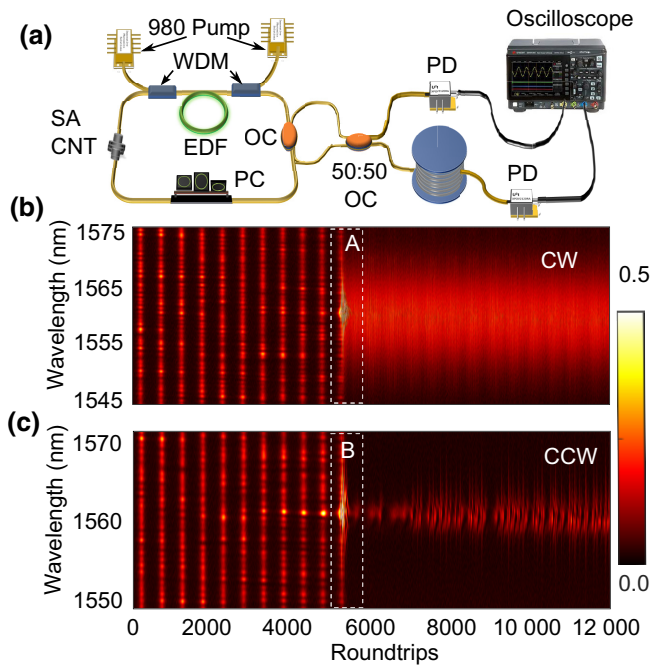 (a)
980 Pump
WDM
SA
CNT
EDF
OC
PC
50:50
OC
PD
PD
Oscilloscope
(b)
Wavelength (nm)
1575
1565
1555
1545
A
CW
0.5
0.0
(c)
Wavelength (nm)
1570
1560
1550
B
CCW
0
2000
4000
6000
8000
10 000
12 000
Roundtrips